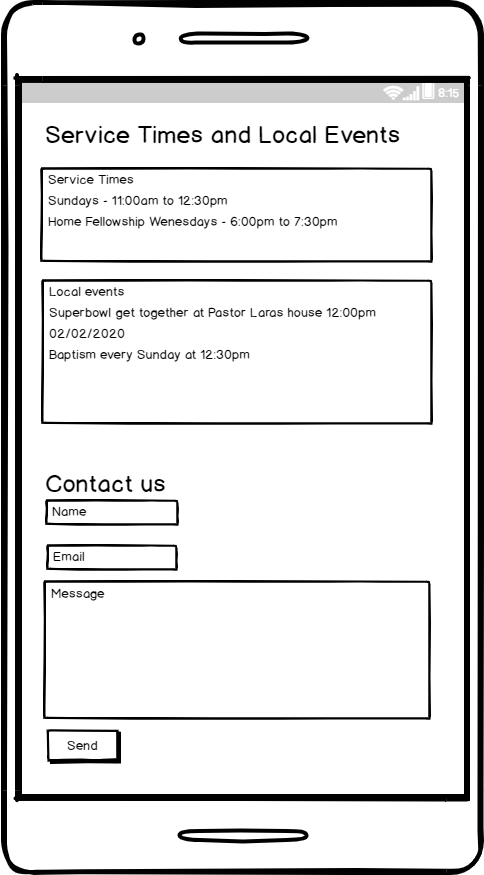 8:15
Service Times and Local Events
Service Times
Sundays - 11:00am to 12:30pm
Home Fellowship Wenesdays - 6:00pm to 7:30pm
Local events
Superbowl get together at Pastor Laras house 12:00pm
02/02/2020
Baptism every Sunday at 12:30pm
Contact us
Name
Email
Message
Send